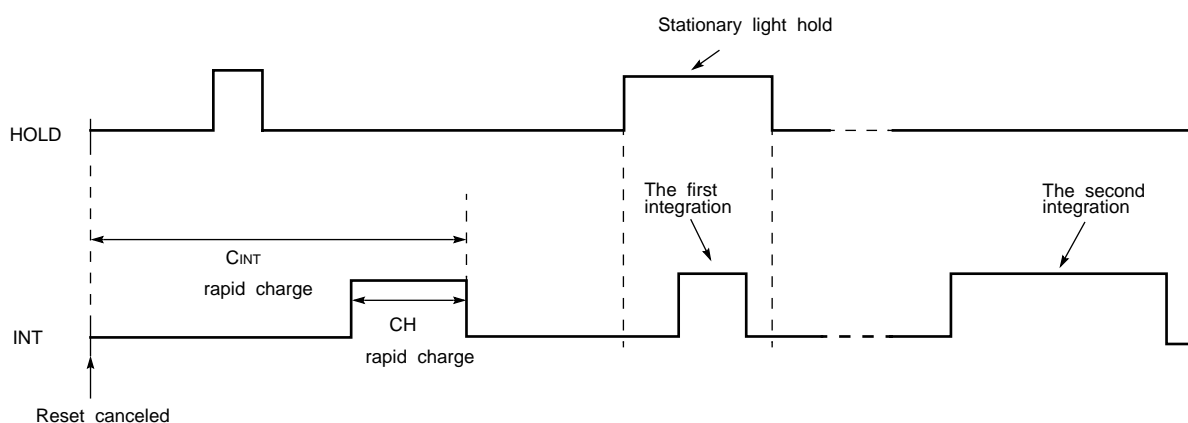 Stationary light hold
HOLD
The first
integration
The second
integration
CINT
rapid charge
CH
rapid charge
INT
Reset canceled